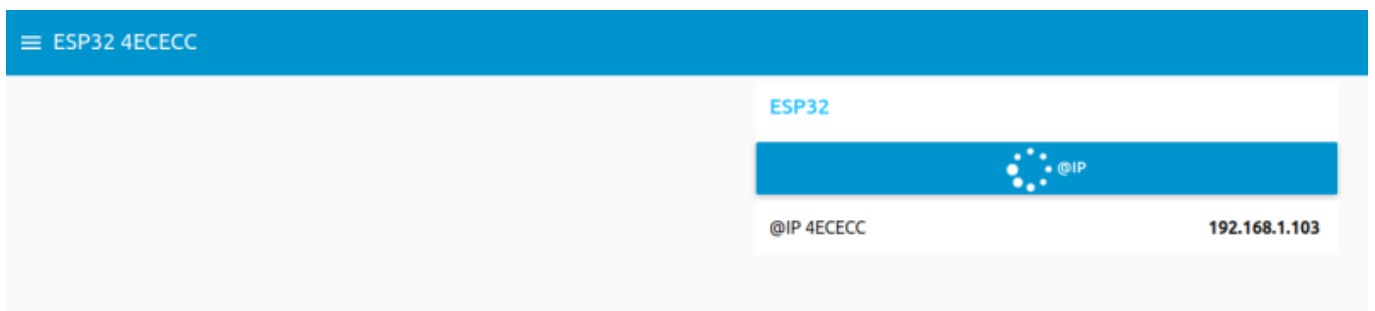 ESP32 4ECECC
ESP32
@IP
@IP 4ECECC 192.168.1.103